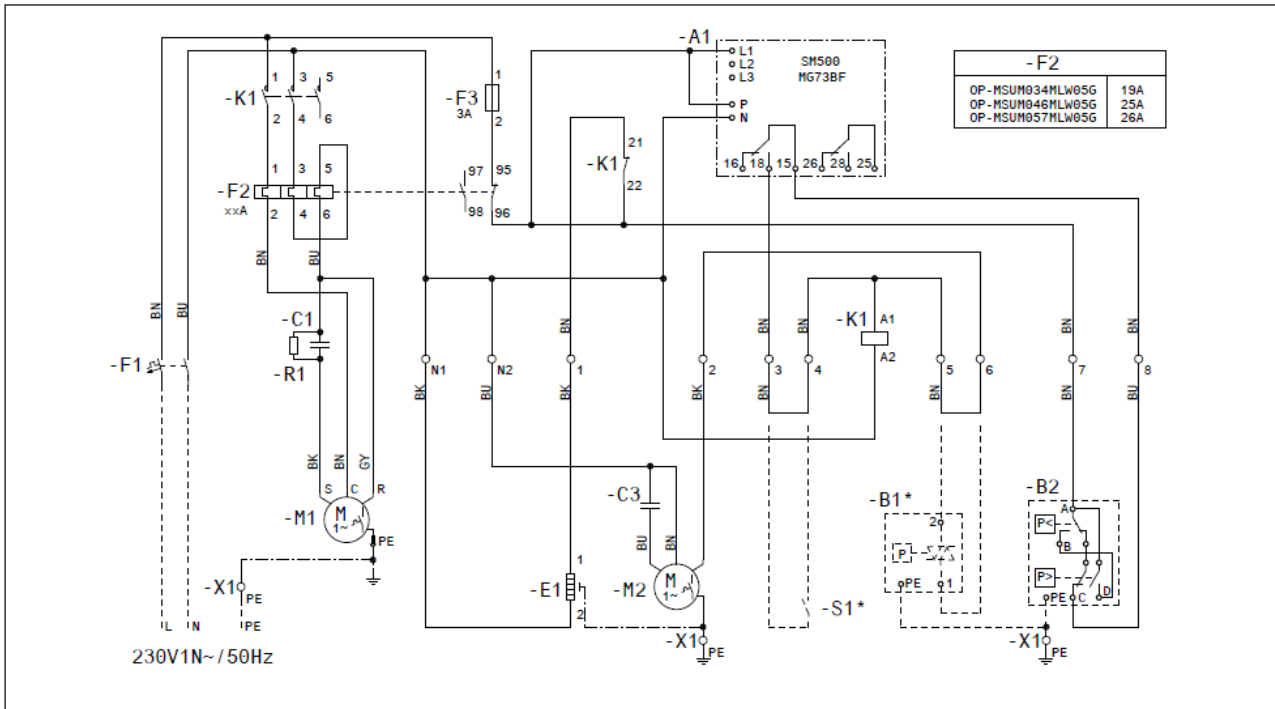 -A1
L1
L2
L3
P
N
SM500
MG73BF
16 18 15 26 28 25
-F2
OP-MSUM034MLW05G 19A
OP-MSUM046MLW05G 25A
OP-MSUM057MLW05G 26A
1 3 5
-K1
2 4 6
1
-F3
3A
2
21
-K1
22
1 3 5
-F2
xxA
2 4 6
97 95
98 96
BN BU
BN BU
-C1
-R1
-F1
BN BN BN BN BN BU
-K1 A1
A2
N1 N2 1 2 3 4 5 6 7 8
BK BU BK BK BN BN BN BN BU
BK BN GY
S C R
-M1
M
1~
PE
-X1
PE
PE
L N
230V1N~/50Hz
-C3
BU BN
-E1
1
2
-M2
M
1~
-X1
PE
-S1*
-B1*
2
P
PE
1
-B2
A
P<
B
P>
PE
C
D
-X1
PE